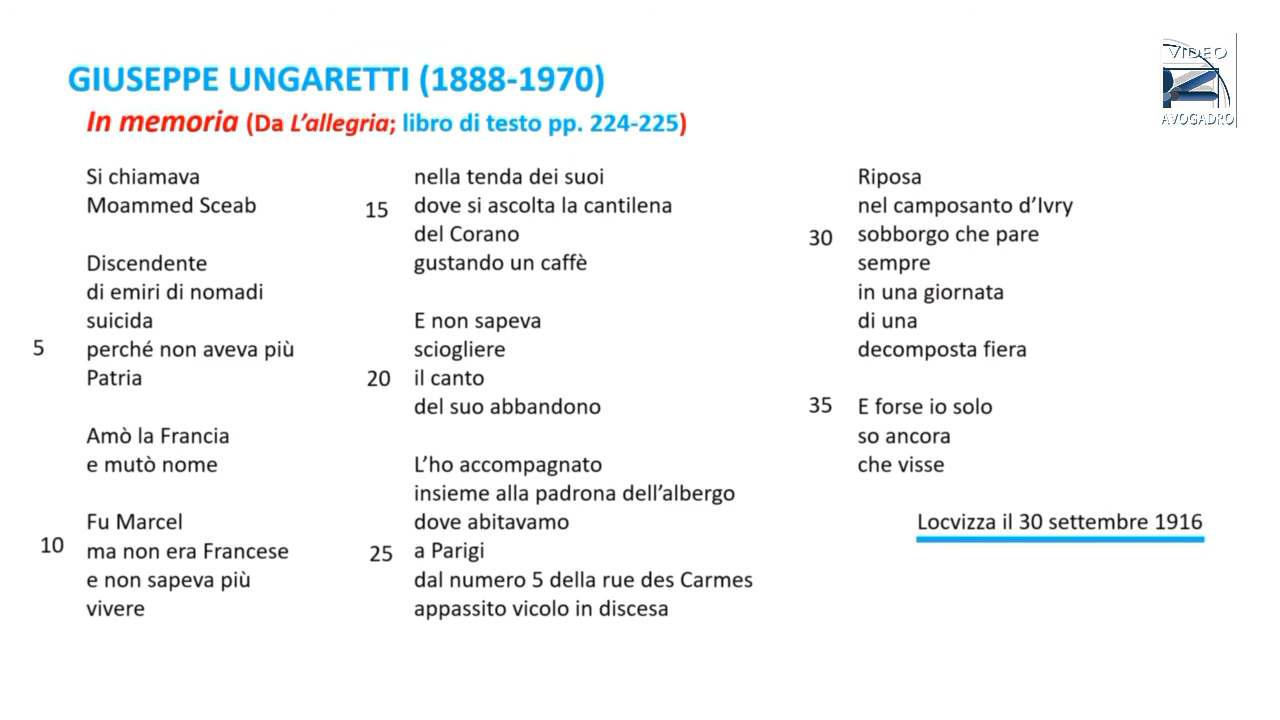 GIUSEPPE UNGARETTI (1888-1970)
In memoria (Da L'allegria; libro di testo pp. 224-225)
VIDEO
AVOGADRO
Si chiamava
Moammed Sceab
Discendente
di emiri di nomadi
suicida
5 perché non aveva più
Patria
Amò la Francia
e mutò nome
Fu Marcel
10 ma non era Francese
e non sapeva più
vivere
nella tenda dei suoi
15 dove si ascolta la cantilena
del Corano
gustando un caffè
E non sapeva
sciogliere
20 il canto
del suo abbandono
L'ho accompagnato
insieme alla padrona dell'albergo
dove abitavamo
25 a Parigi
dal numero 5 della rue des Carmes
appassito vicolo in discesa
Riposa
nel camposanto d'Ivry
30 sobborgo che pare
sempre
in una giornata
di una
decomposta fiera
35 E forse io solo
so ancora
che visse
Locvizza il 30 settembre 1916